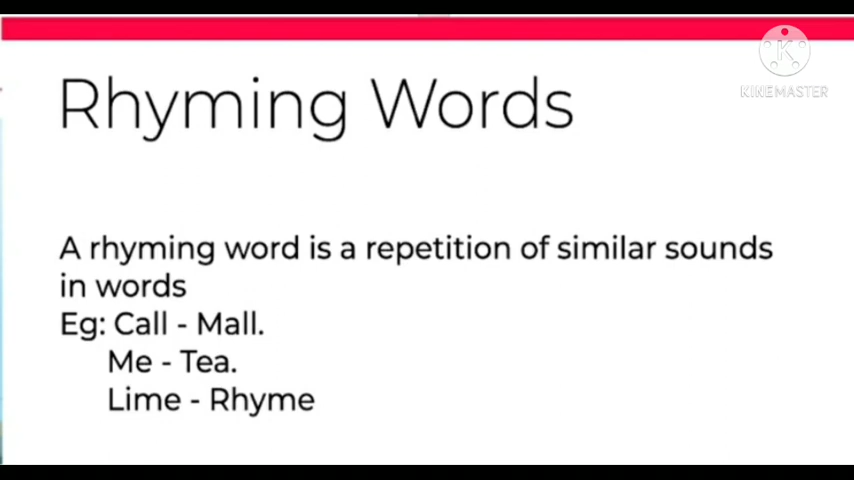 KINEMASTER
Rhyming Words
A rhyming word is a repetition of similar sounds
in words
Eg: Call - Mall.
Me - Tea.
Lime - Rhyme